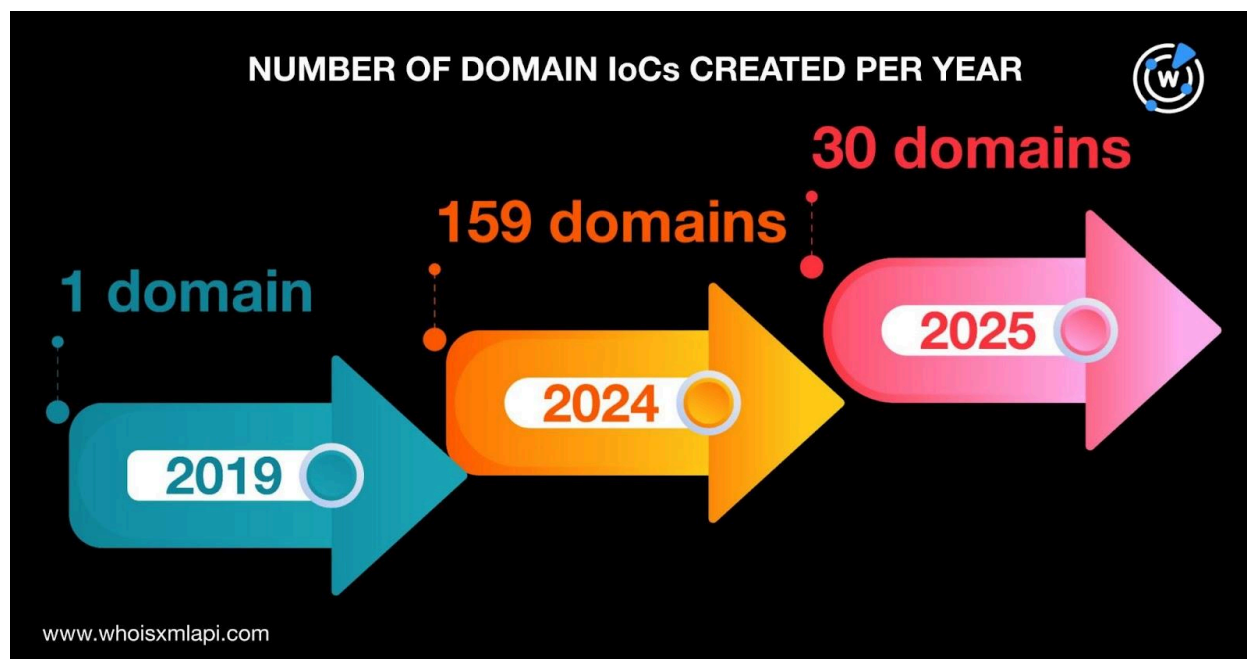 NUMBER OF DOMAIN IoCs CREATED PER YEAR
W
30 domains
159 domains
1 domain
2025
2024
2019
www.whoisxmlapi.com